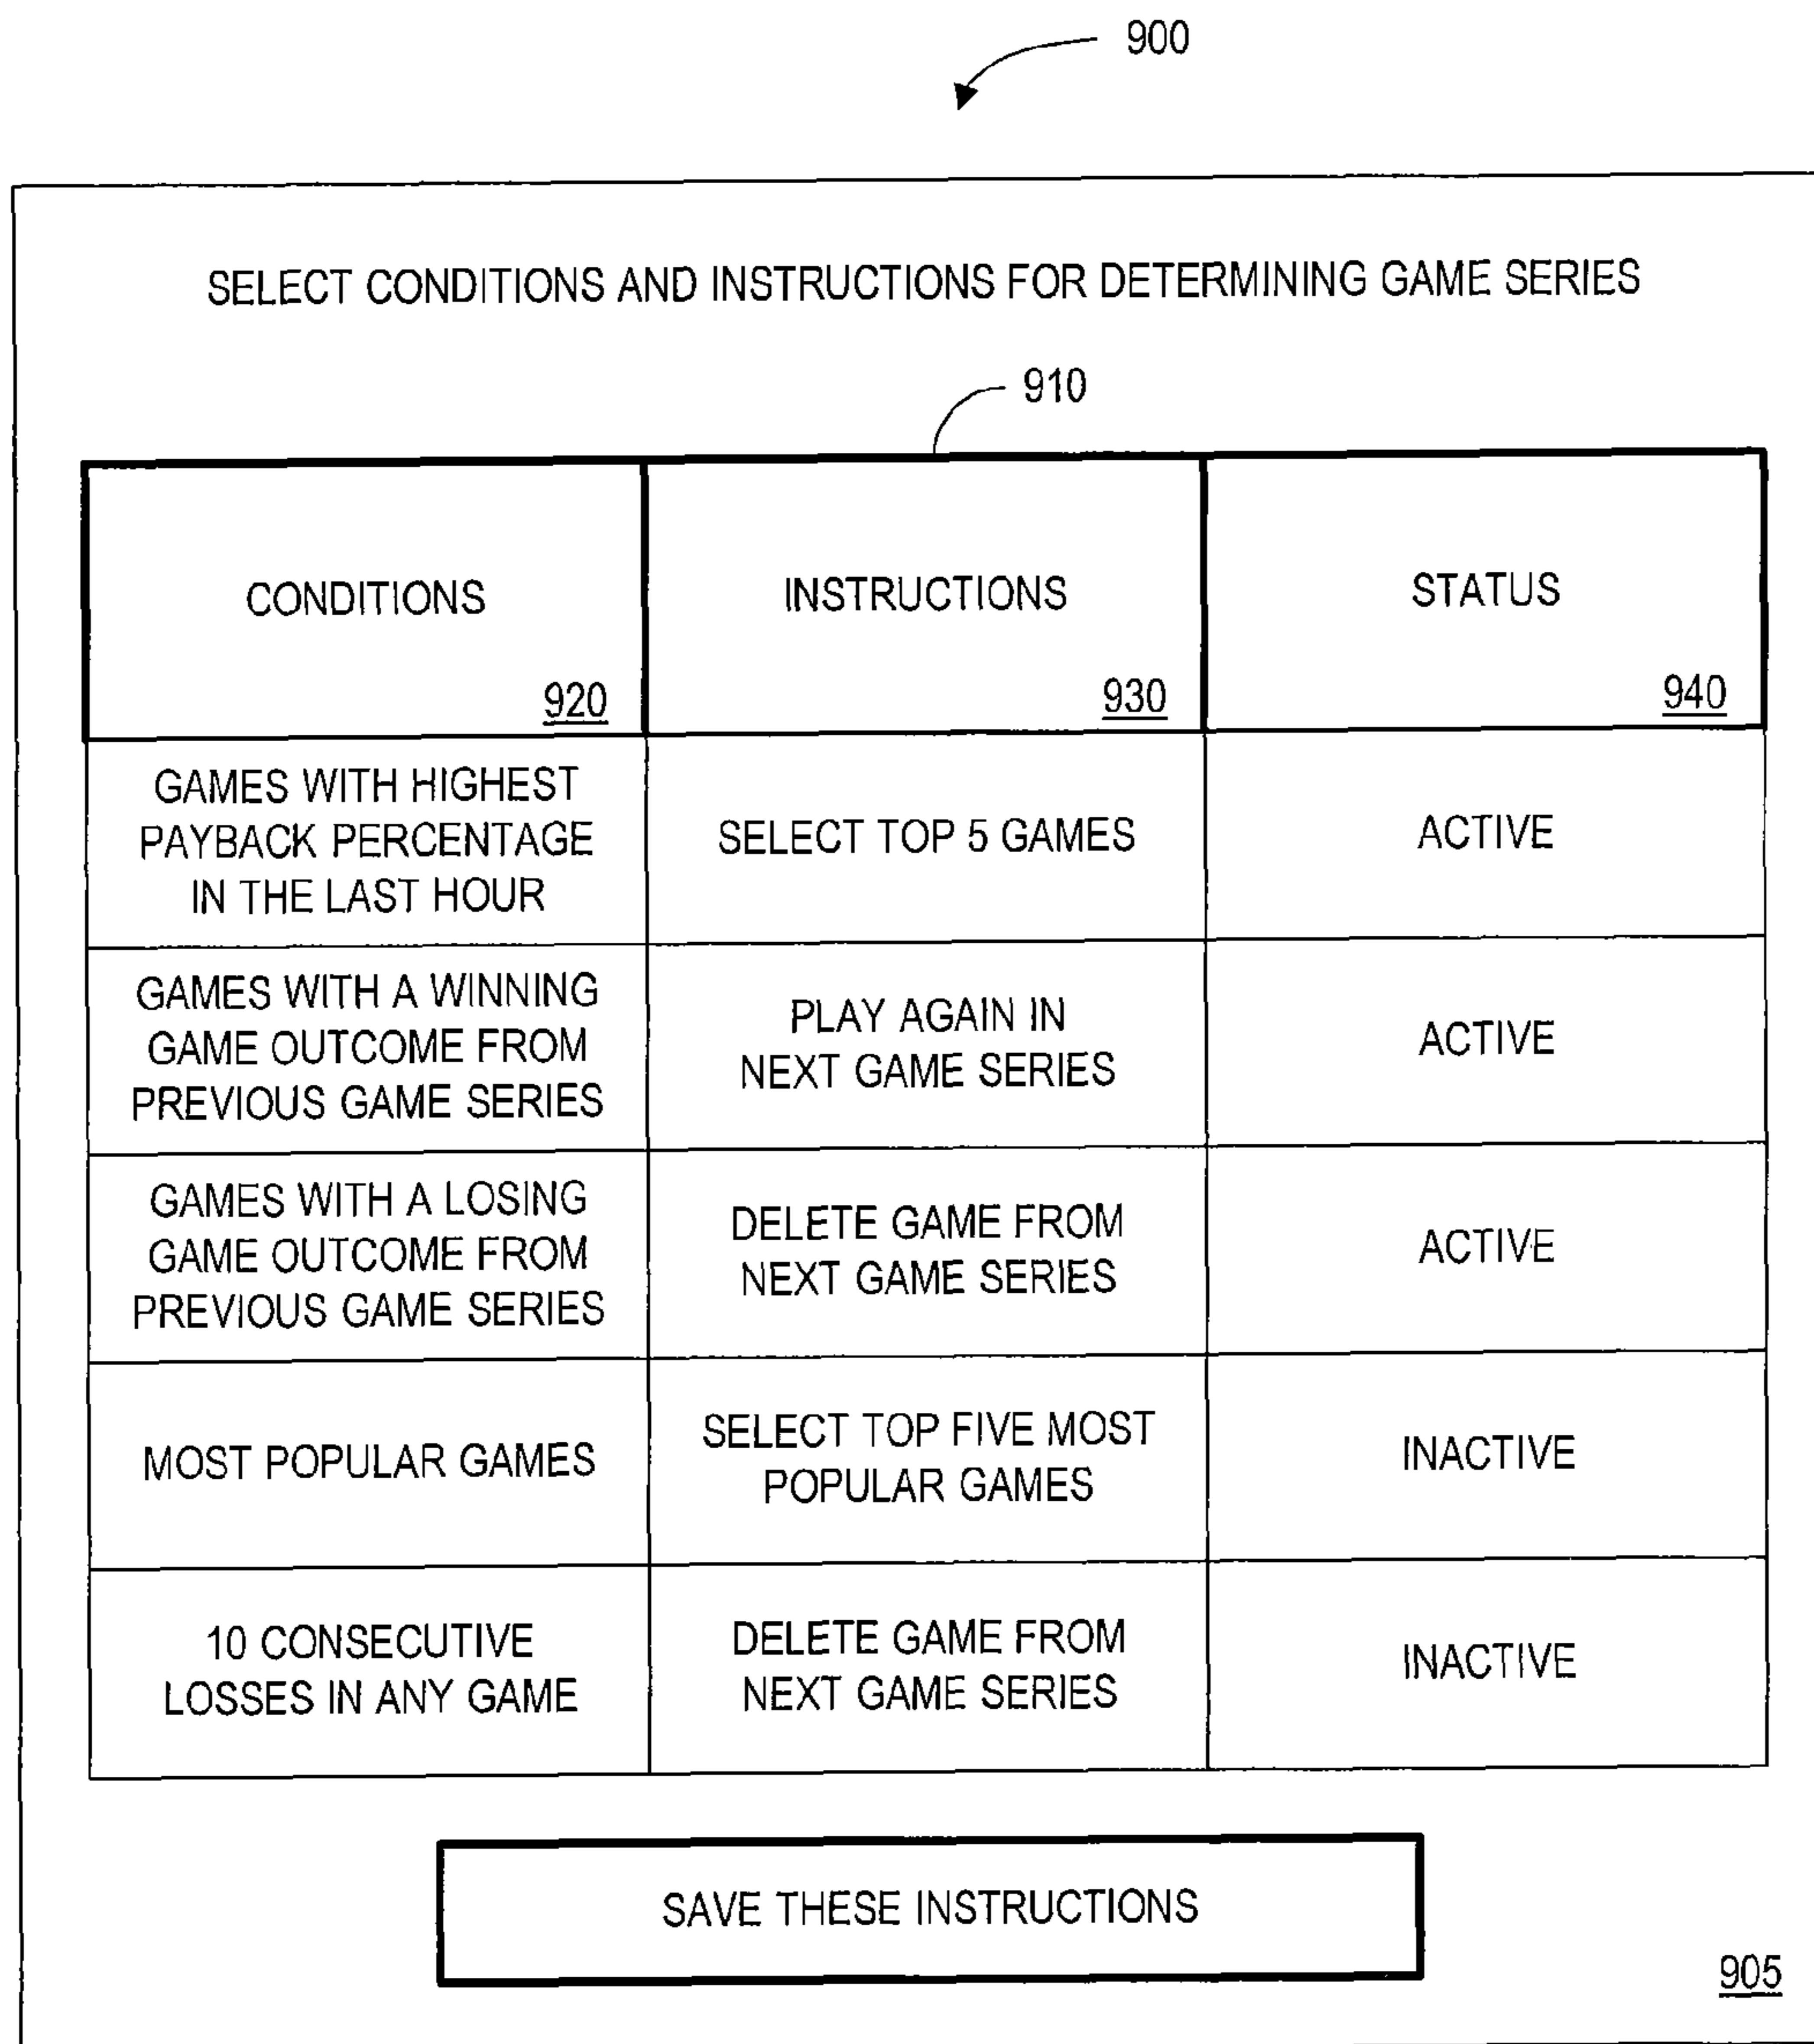 900
SELECT CONDITIONS AND INSTRUCTIONS FOR DETERMINING GAME SERIES
910
CONDITIONS
920
INSTRUCTIONS
930
STATUS
940
GAMES WITH HIGHEST
PAYBACK PERCENTAGE
IN THE LAST HOUR
SELECT TOP 5 GAMES
ACTIVE
GAMES WITH A WINNING
GAME OUTCOME FROM
PREVIOUS GAME SERIES
PLAY AGAIN IN
NEXT GAME SERIES
ACTIVE
GAMES WITH A LOSING
GAME OUTCOME FROM
PREVIOUS GAME SERIES
DELETE GAME FROM
NEXT GAME SERIES
ACTIVE
MOST POPULAR GAMES
SELECT TOP FIVE MOST
POPULAR GAMES
INACTIVE
10 CONSECUTIVE
LOSSES IN ANY GAME
DELETE GAME FROM
NEXT GAME SERIES
INACTIVE
SAVE THESE INSTRUCTIONS
905